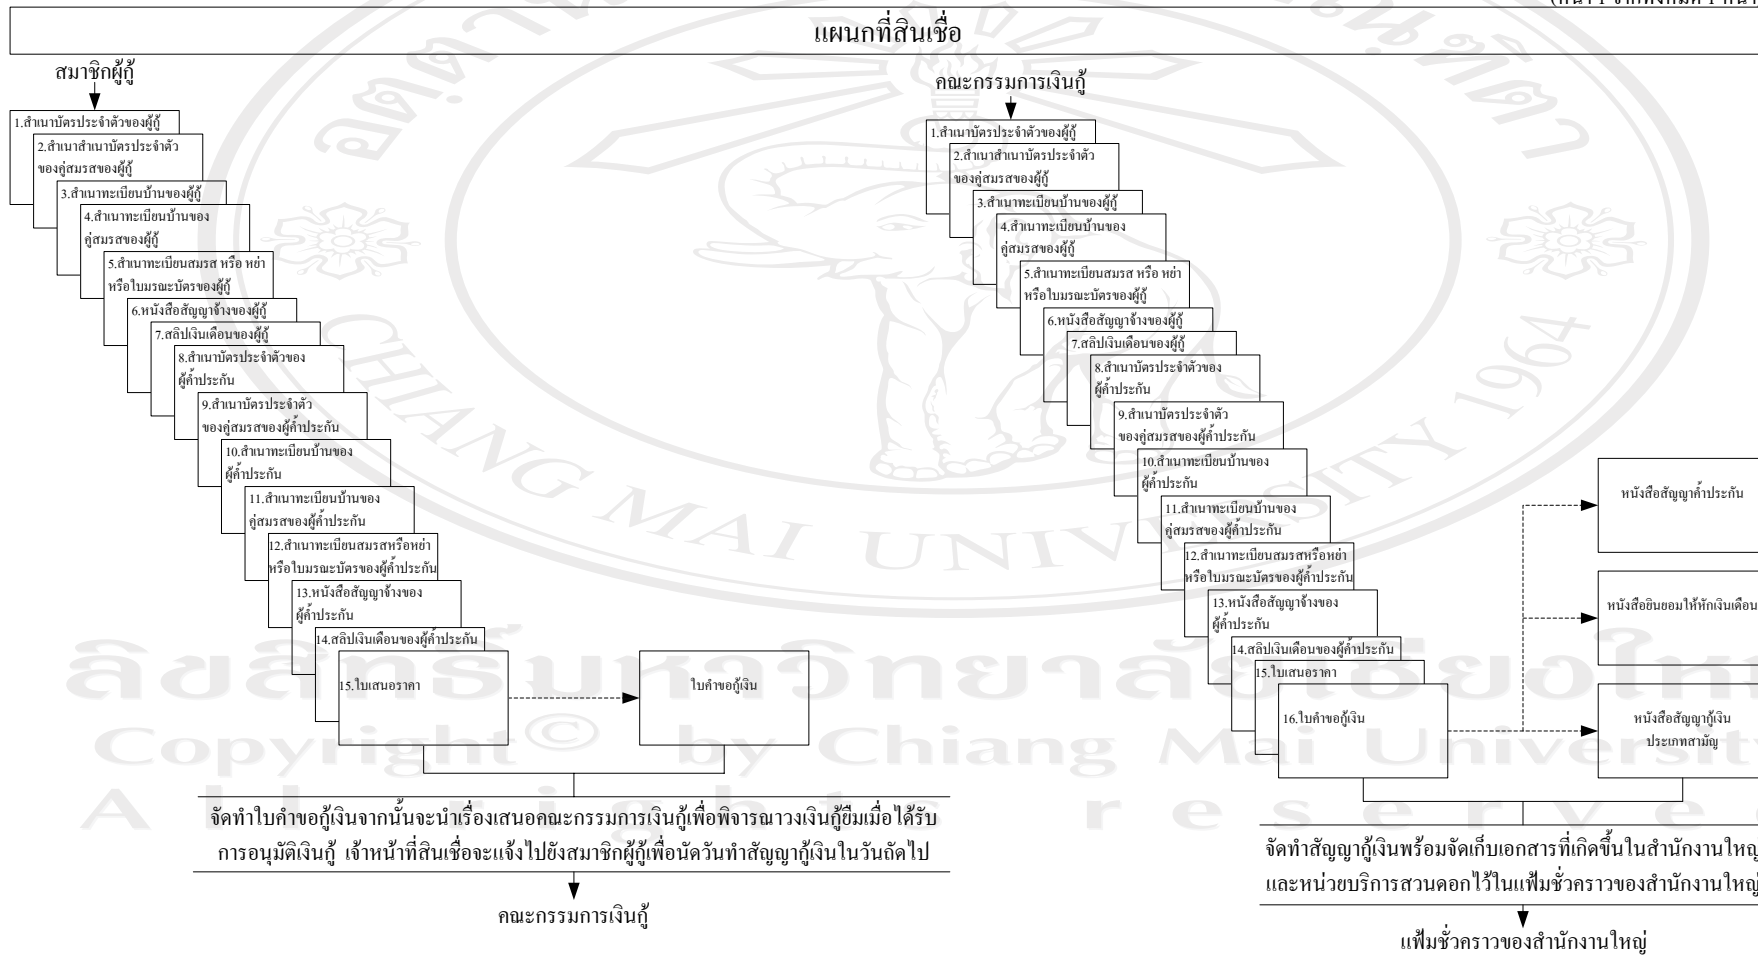 แผนกที่สินเชื่อ
สมาชิกผู้กู้
1.สำเนาบัตรประจำตัวของผู้กู้
2.สำเนาสำเนาบัตรประจำตัว
ของคู่สมรสของผู้กู้
3.สำเนาทะเบียนบ้านของผู้กู้
4.สำเนาทะเบียนบ้านของ
คู่สมรสของผู้กู้
5.สำเนาทะเบียนสมรส หรือ หย่า
หรือใบมรณะบัตรของผู้กู้
6.หนังสือสัญญาจ้างของผู้กู้
7.สลิปเงินเดือนของผู้กู้
8.สำเนาบัตรประจำตัวของ
ผู้ค้ำประกัน
9.สำเนาบัตรประจำตัว
ของคู่สมรสของผู้ค้ำประกัน
10.สำเนาทะเบียนบ้านของ
ผู้ค้ำประกัน
11.สำเนาทะเบียนบ้านของ
คู่สมรสของผู้ค้ำประกัน
12.สำเนาทะเบียนสมรสหรือหย่า
หรือใบมรณะบัตรของผู้ค้ำประกัน
13.หนังสือสัญญาจ้างของ
ผู้ค้ำประกัน
14.สลิปเงินเดือนของผู้ค้ำประกัน
15.ใบเสนอราคา
ใบคำขอกู้เงิน
จัดทำใบคำขอกู้เงินจากนั้นจะนำเรื่องเสนอคณะกรรมการเงินกู้เพื่อพิจารณาวงเงินกู้ยืมเมื่อได้รับ
การอนุมัติเงินกู้ เจ้าหน้าที่สินเชื่อจะแจ้งไปยังสมาชิกผู้กู้เพื่อนัดวันทำสัญญากู้เงินในวันถัดไป
คณะกรรมการเงินกู้
คณะกรรมการเงินกู้
1.สำเนาบัตรประจำตัวของผู้กู้
2.สำเนาสำเนาบัตรประจำตัว
ของคู่สมรสของผู้กู้
3.สำเนาทะเบียนบ้านของผู้กู้
4.สำเนาทะเบียนบ้านของ
คู่สมรสของผู้กู้
5.สำเนาทะเบียนสมรส หรือ หย่า
หรือใบมรณะบัตรของผู้กู้
6.หนังสือสัญญาจ้างของผู้กู้
7.สลิปเงินเดือนของผู้กู้
8.สำเนาบัตรประจำตัวของ
ผู้ค้ำประกัน
9.สำเนาบัตรประจำตัว
ของคู่สมรสของผู้ค้ำประกัน
10.สำเนาทะเบียนบ้านของ
ผู้ค้ำประกัน
11.สำเนาทะเบียนบ้านของ
คู่สมรสของผู้ค้ำประกัน
12.สำเนาทะเบียนสมรสหรือหย่า
หรือใบมรณะบัตรของผู้ค้ำประกัน
13.หนังสือสัญญาจ้างของ
ผู้ค้ำประกัน
14.สลิปเงินเดือนของผู้ค้ำประกัน
15.ใบเสนอราคา
16.ใบคำขอกู้เงิน
หนังสือสัญญาค้ำประกัน
หนังสือยินยอมให้หักเงินเดือน
หนังสือสัญญากู้เงิน
ประเภทสามัญ
จัดทำสัญญากู้เงินพร้อมจัดเก็บเอกสารที่เกิดขึ้นในสำนักงานใหญ่
และหน่วยบริการสวนดอกไว้ในแฟ้มชั่วคราวของสำนักงานใหญ่
แฟ้มชั่วคราวของสำนักงานใหญ่
CHIANG MAI UNIVERSITY 1964
ลิขสิทธิ์มหาวิทยาลัยเชียงใหม่
Copyright© by Chiang Mai University
All rights reserve